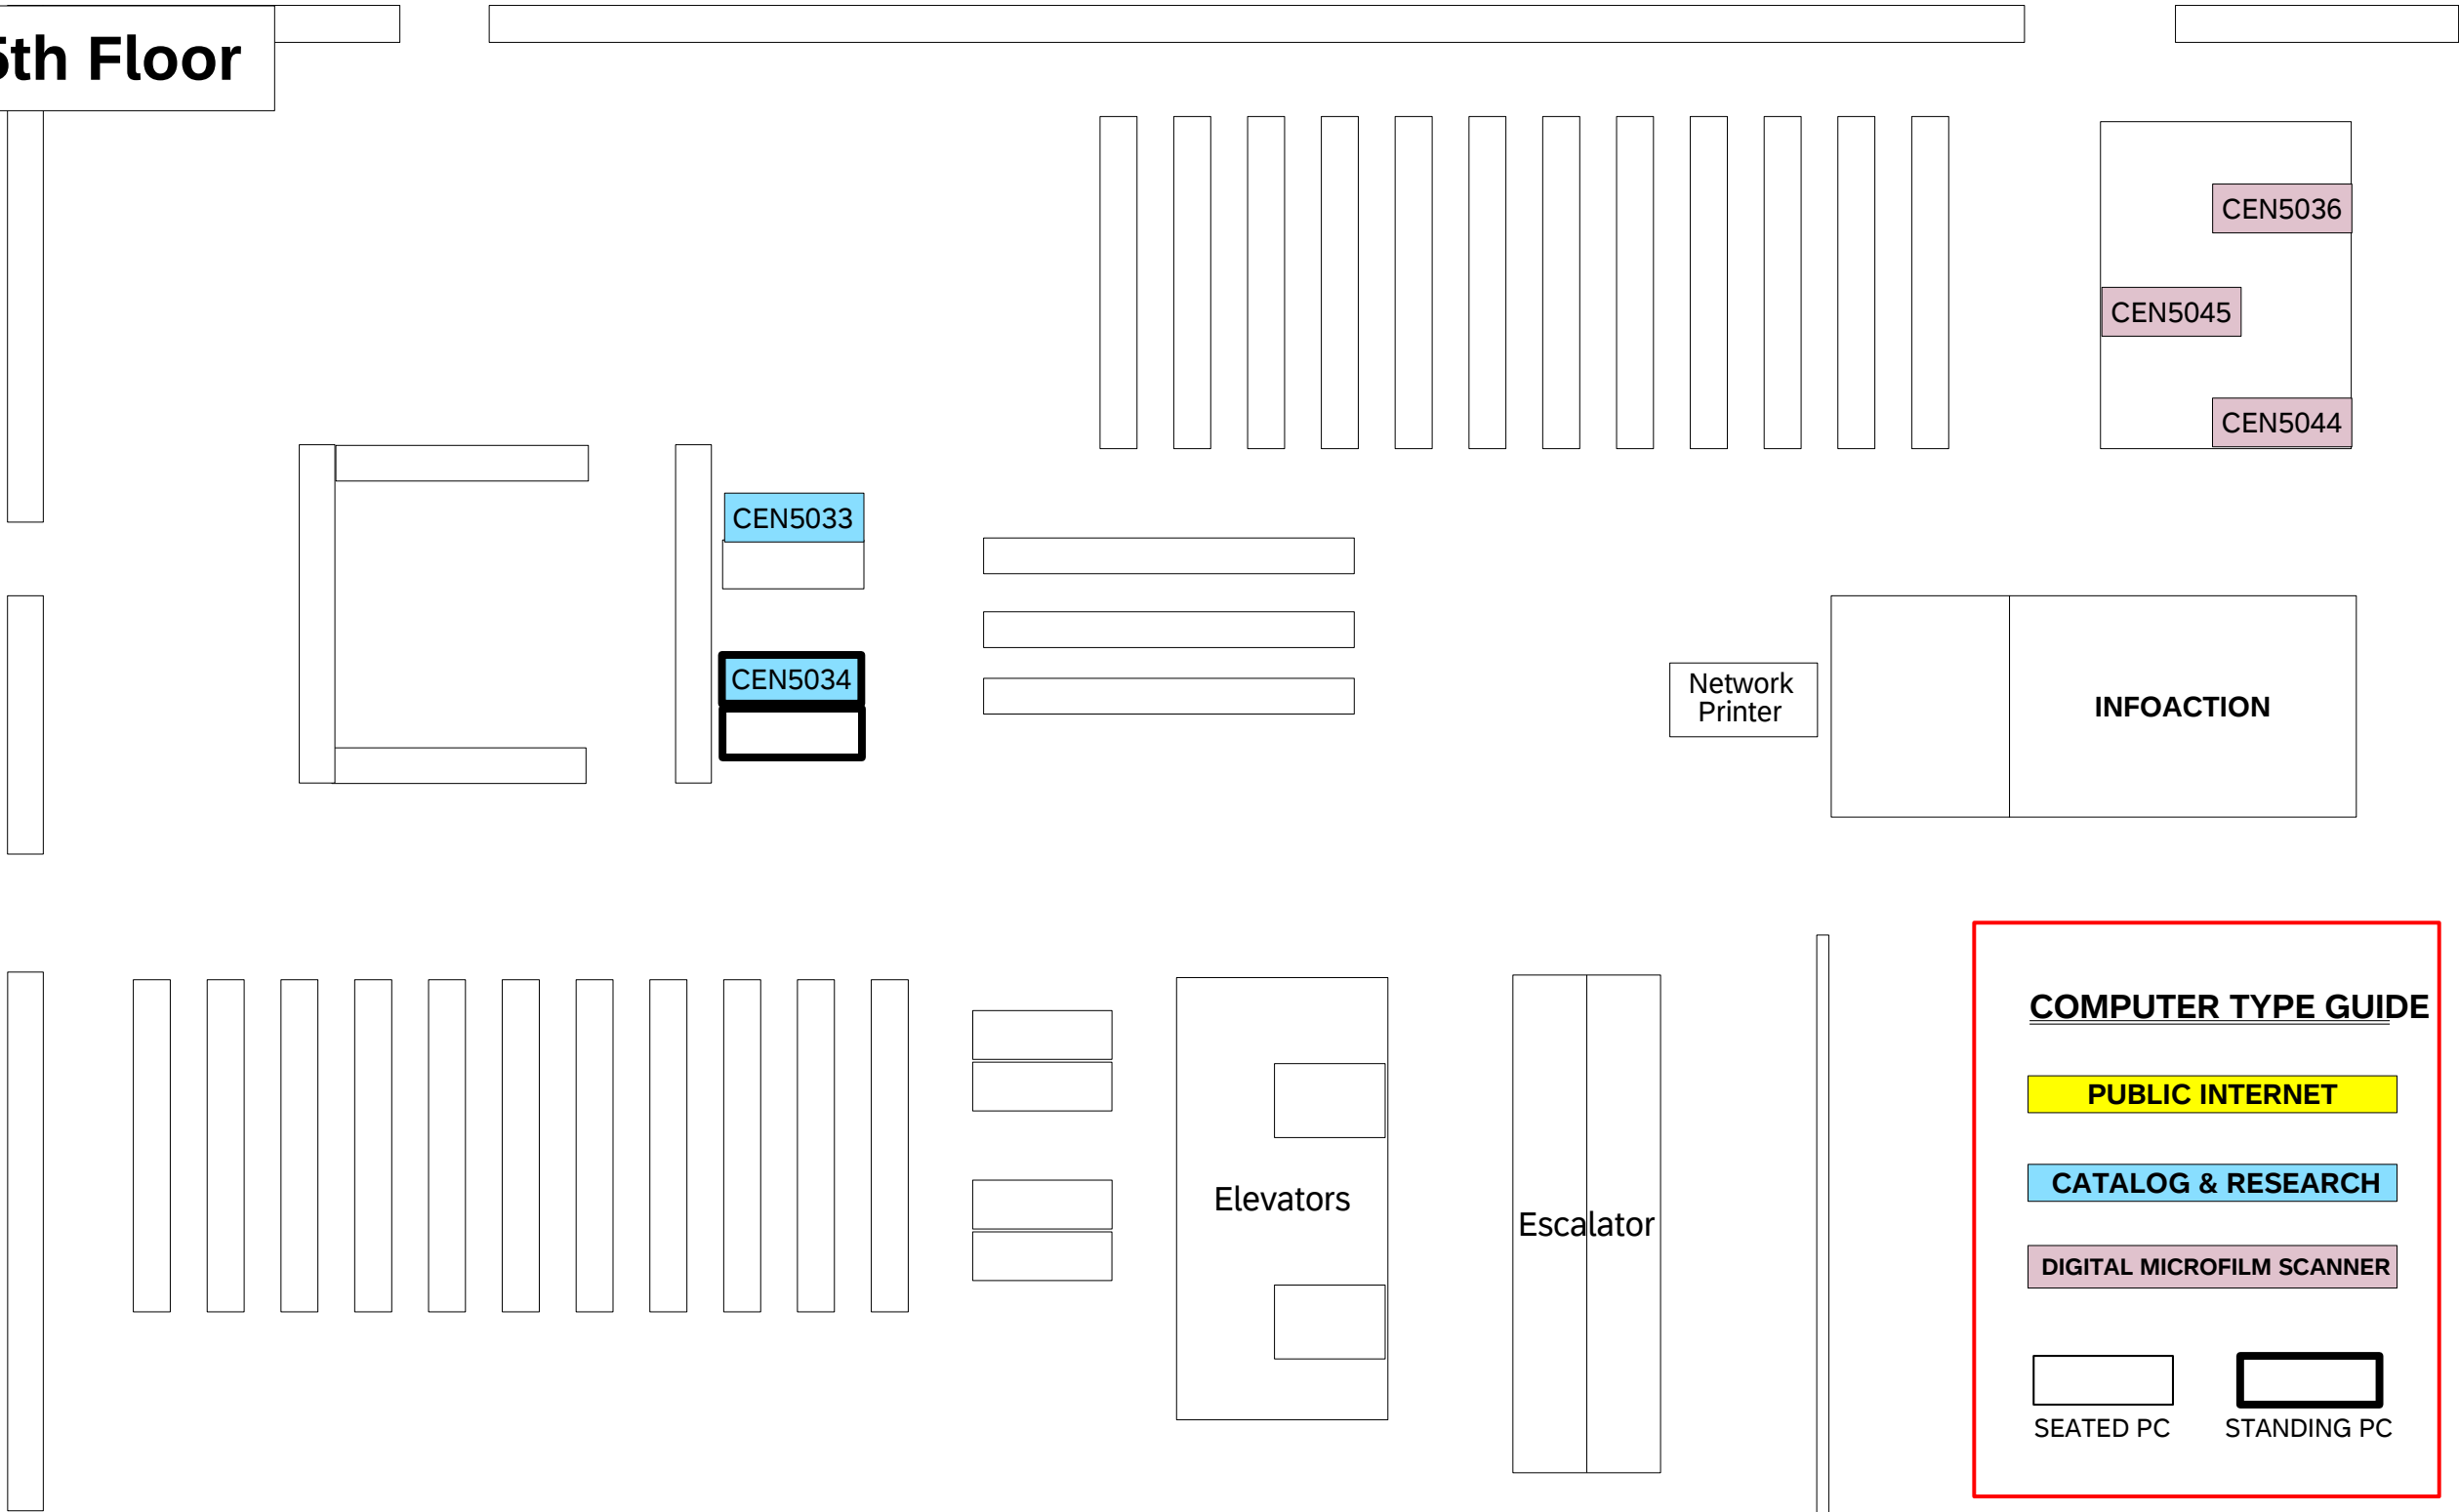 5th Floor
CEN5036
CEN5045
CEN5044
CEN5033
CEN5034
Network
Printer
INFOACTION
Elevators
Escalator
COMPUTER TYPE GUIDE
PUBLIC INTERNET
CATALOG & RESEARCH
DIGITAL MICROFILM SCANNER
SEATED PC
STANDING PC